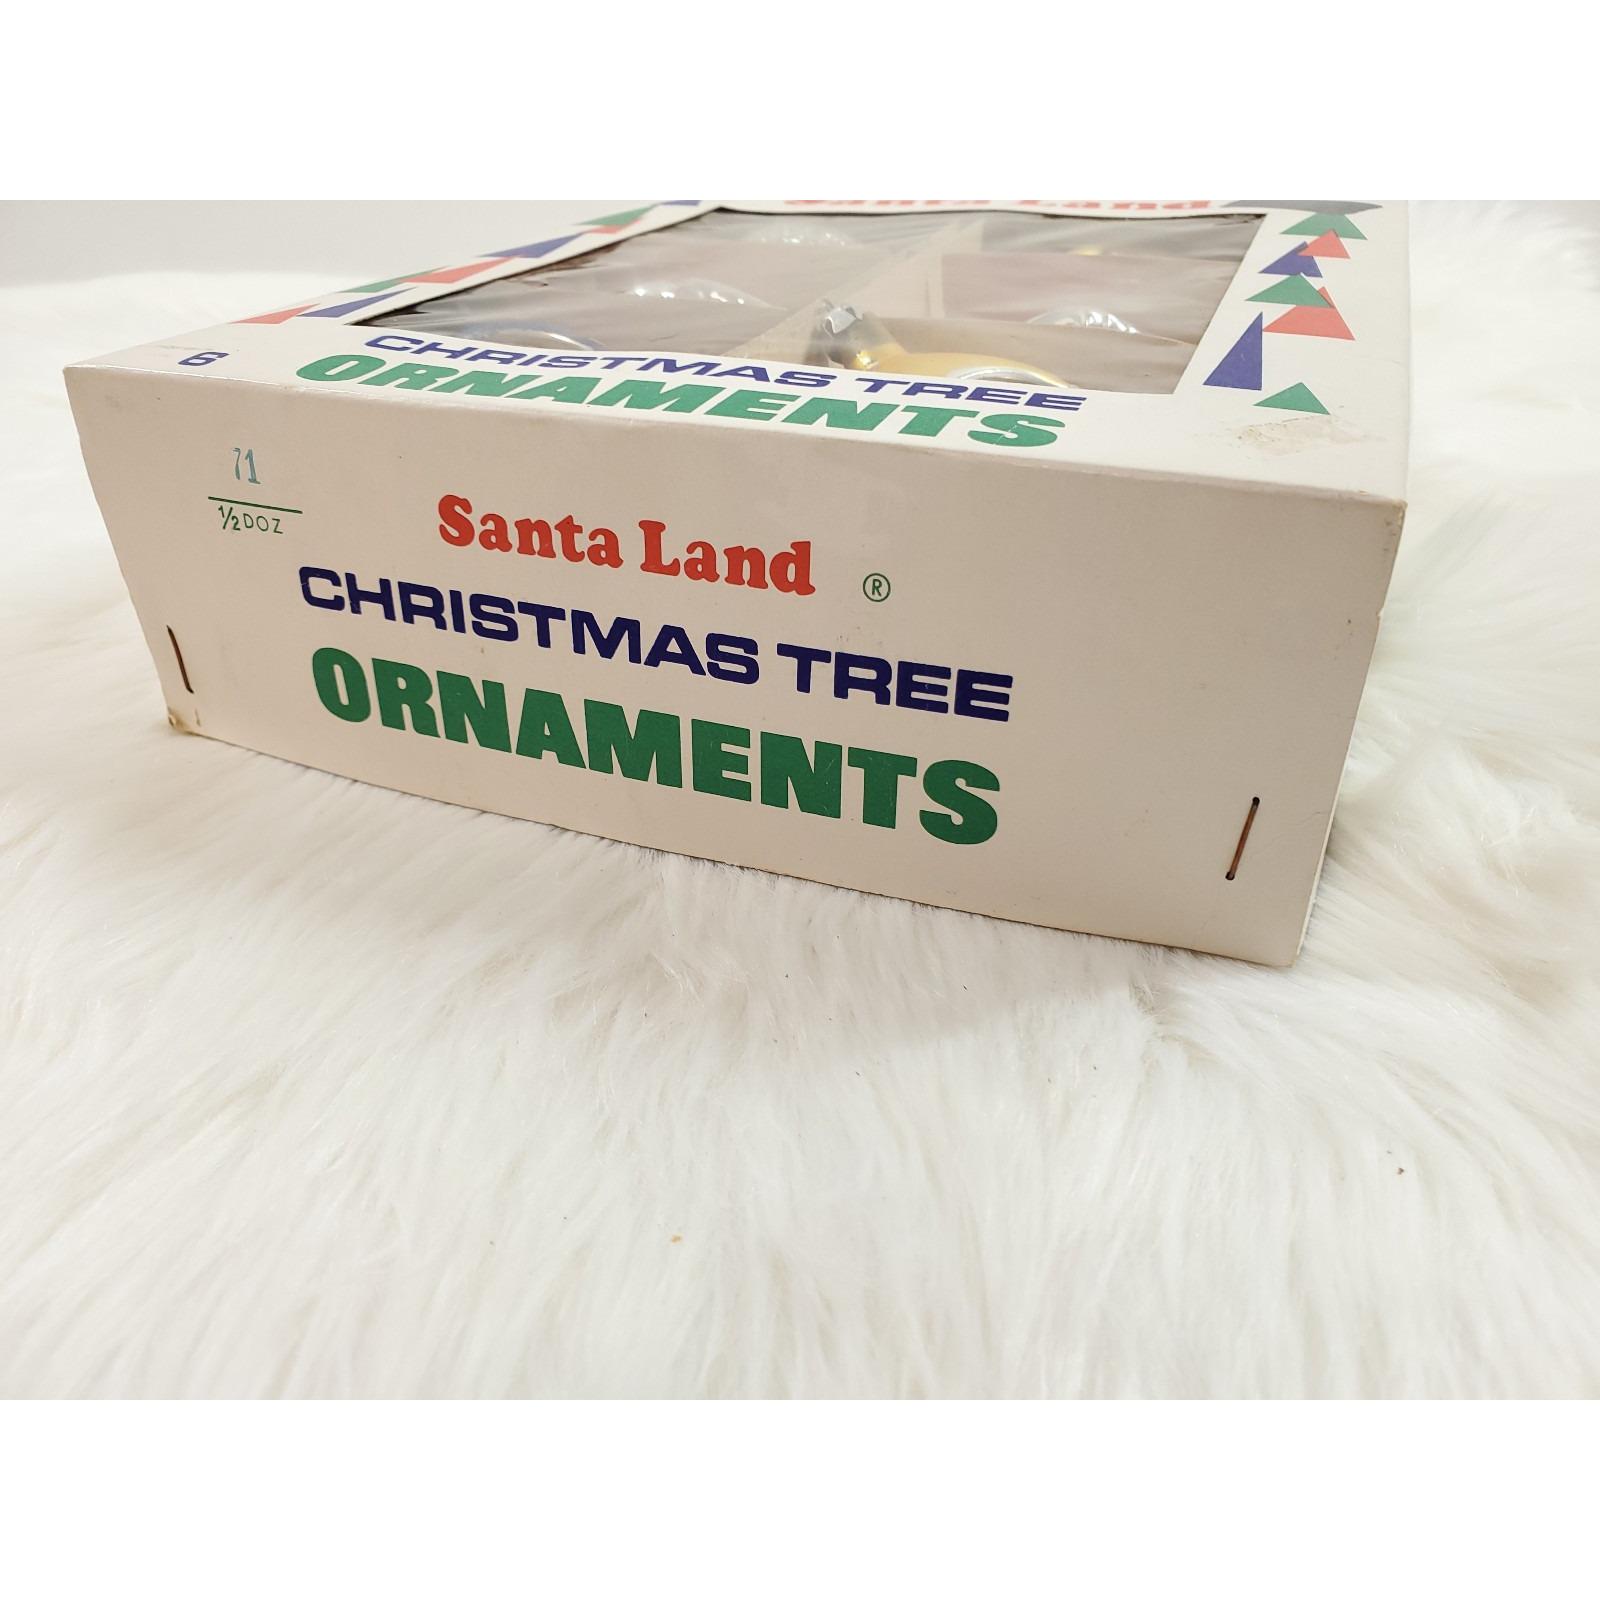 Santa Land
6
CHRISTMAS TREE
ORNAMENTS
71
1/2 DOZ
Santa Land ®
CHRISTMAS TREE
ORNAMENTS